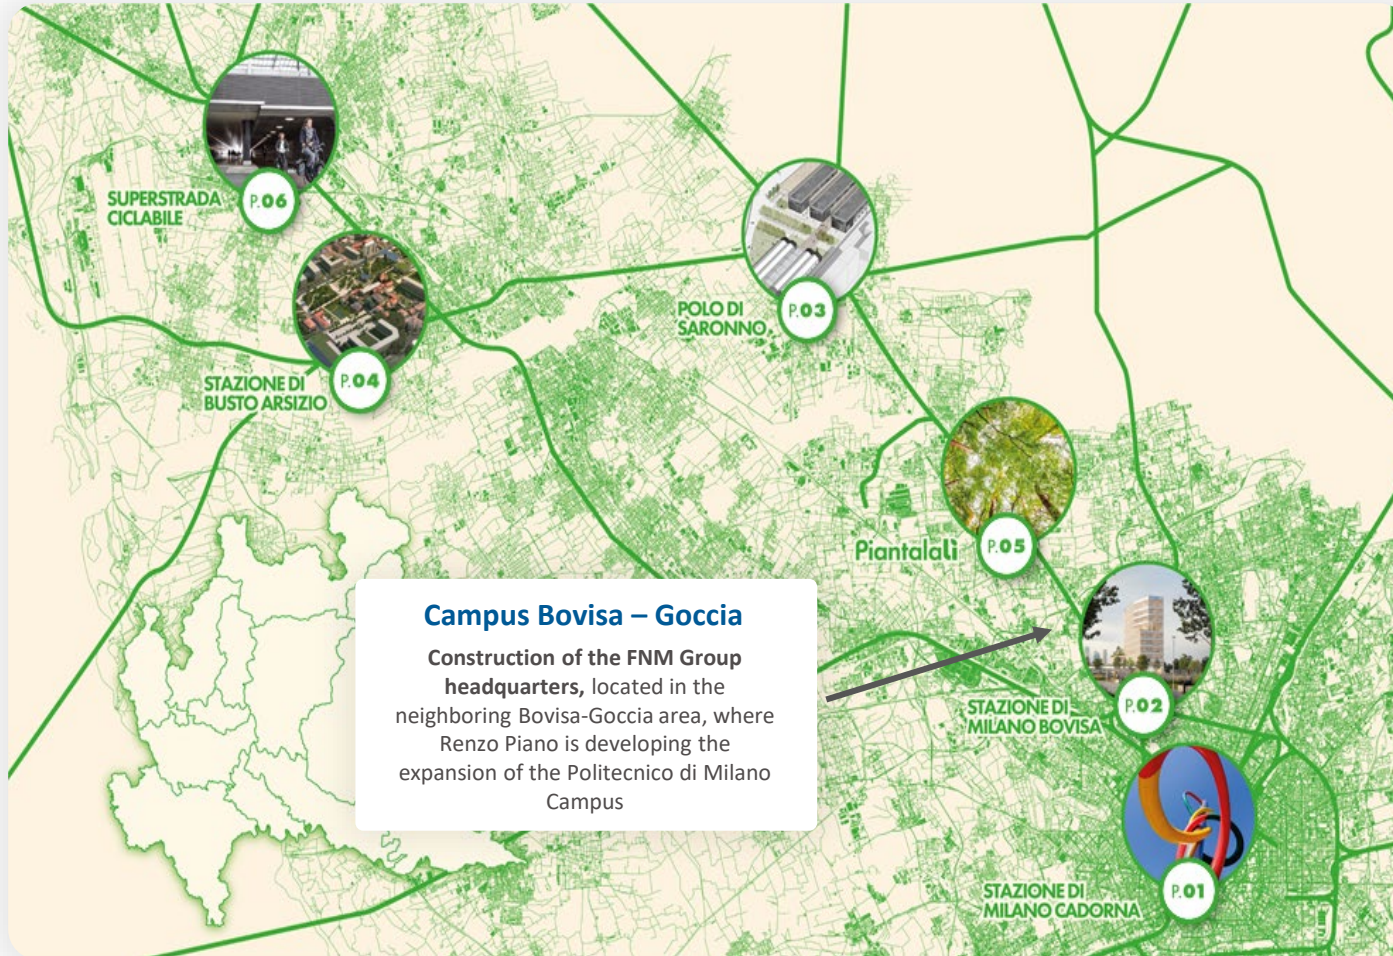 SUPERSTRADA
CICLABILE
P.06
POLO DI
SARONNO
P.03
STAZIONE DI
BUSTO ARSIZIO
P.04
Piantalalì
P.05
Campus Bovisa – Goccia
Construction of the FNM Group
headquarters, located in the
neighboring Bovisa-Goccia area, where
Renzo Piano is developing the
expansion of the Politecnico di Milano
Campus
STAZIONE DI
MILANO BOVISA
P.02
STAZIONE DI
MILANO CADORNA
P.01